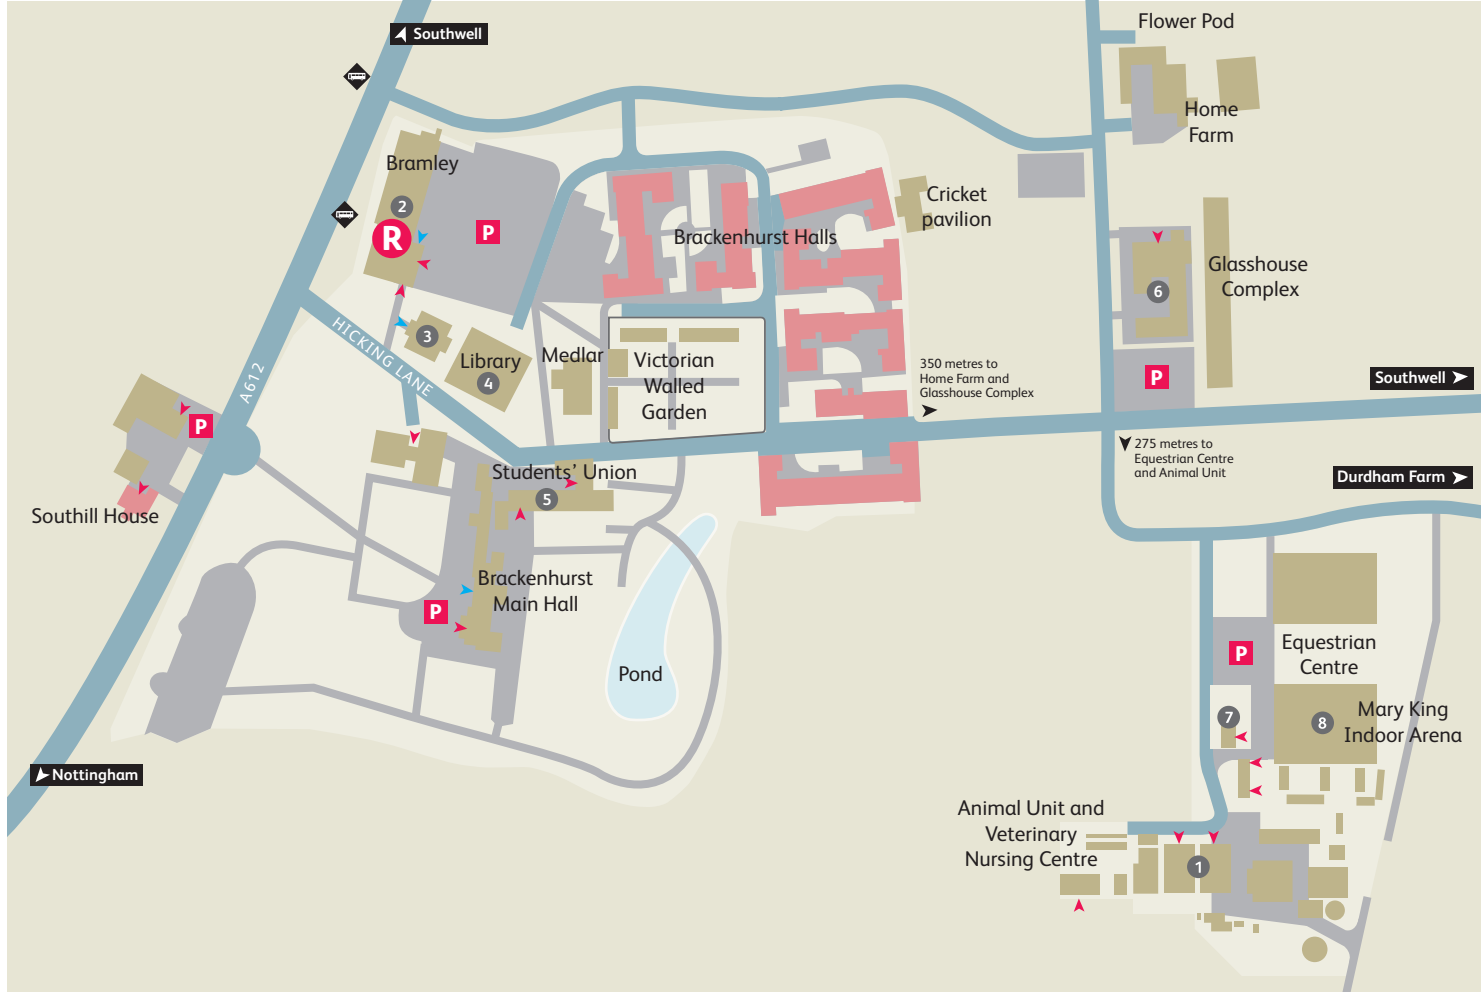 Southwell
Flower Pod
Home
Farm
Bramley
2
R
P
Cricket
pavilion
Brackenhurst Halls
Glasshouse
Complex
6
HICKING LANE
3
Library
4
Medlar
Victorian
Walled
Garden
350 metres to
Home Farm and
Glasshouse Complex
P
Southwell
A612
P
275 metres to
Equestrian Centre
and Animal Unit
Durdham Farm
Students' Union
5
Southill House
Brackenhurst
Main Hall
P
Pond
Equestrian
Centre
P
7
8
Mary King
Indoor Arena
Nottingham
Animal Unit and
Veterinary
Nursing Centre
1